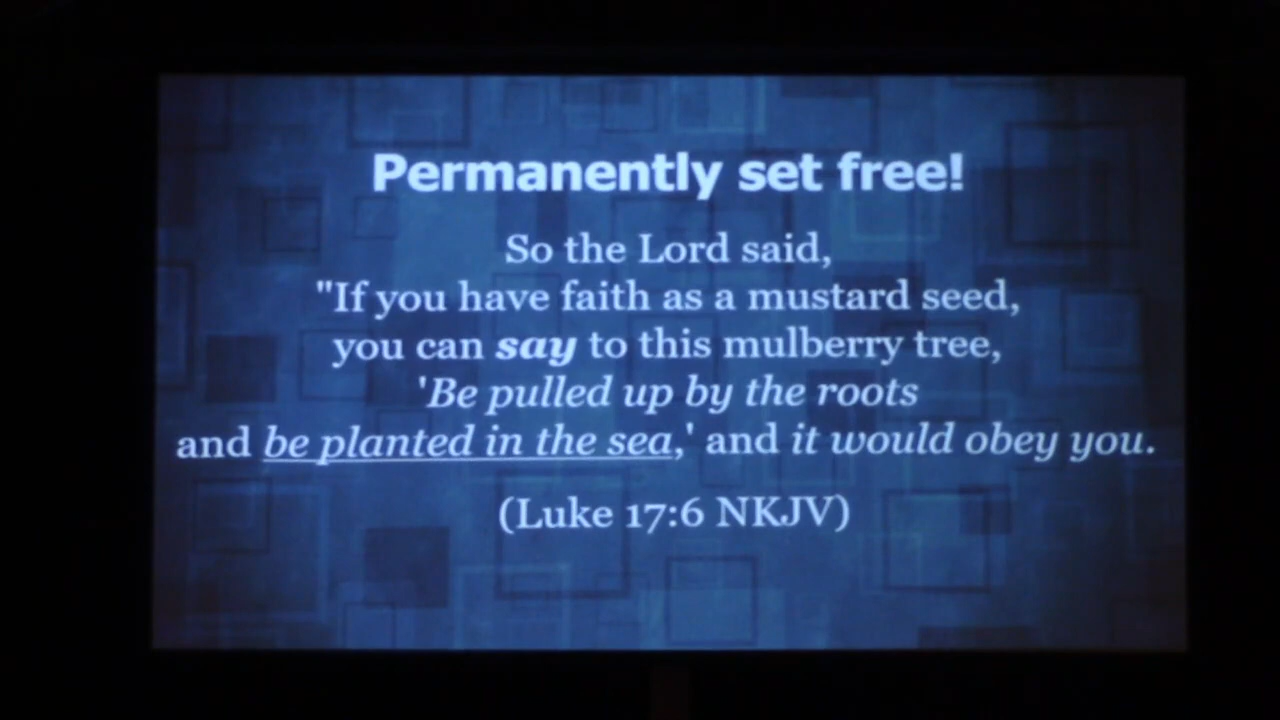 Permanently set free!
So the Lord said,
"If you have faith as a mustard seed,
you can say to this mulberry tree,
'Be pulled up by the roots
and be planted in the sea,' and it would obey you.
(Luke 17:6 NKJV)